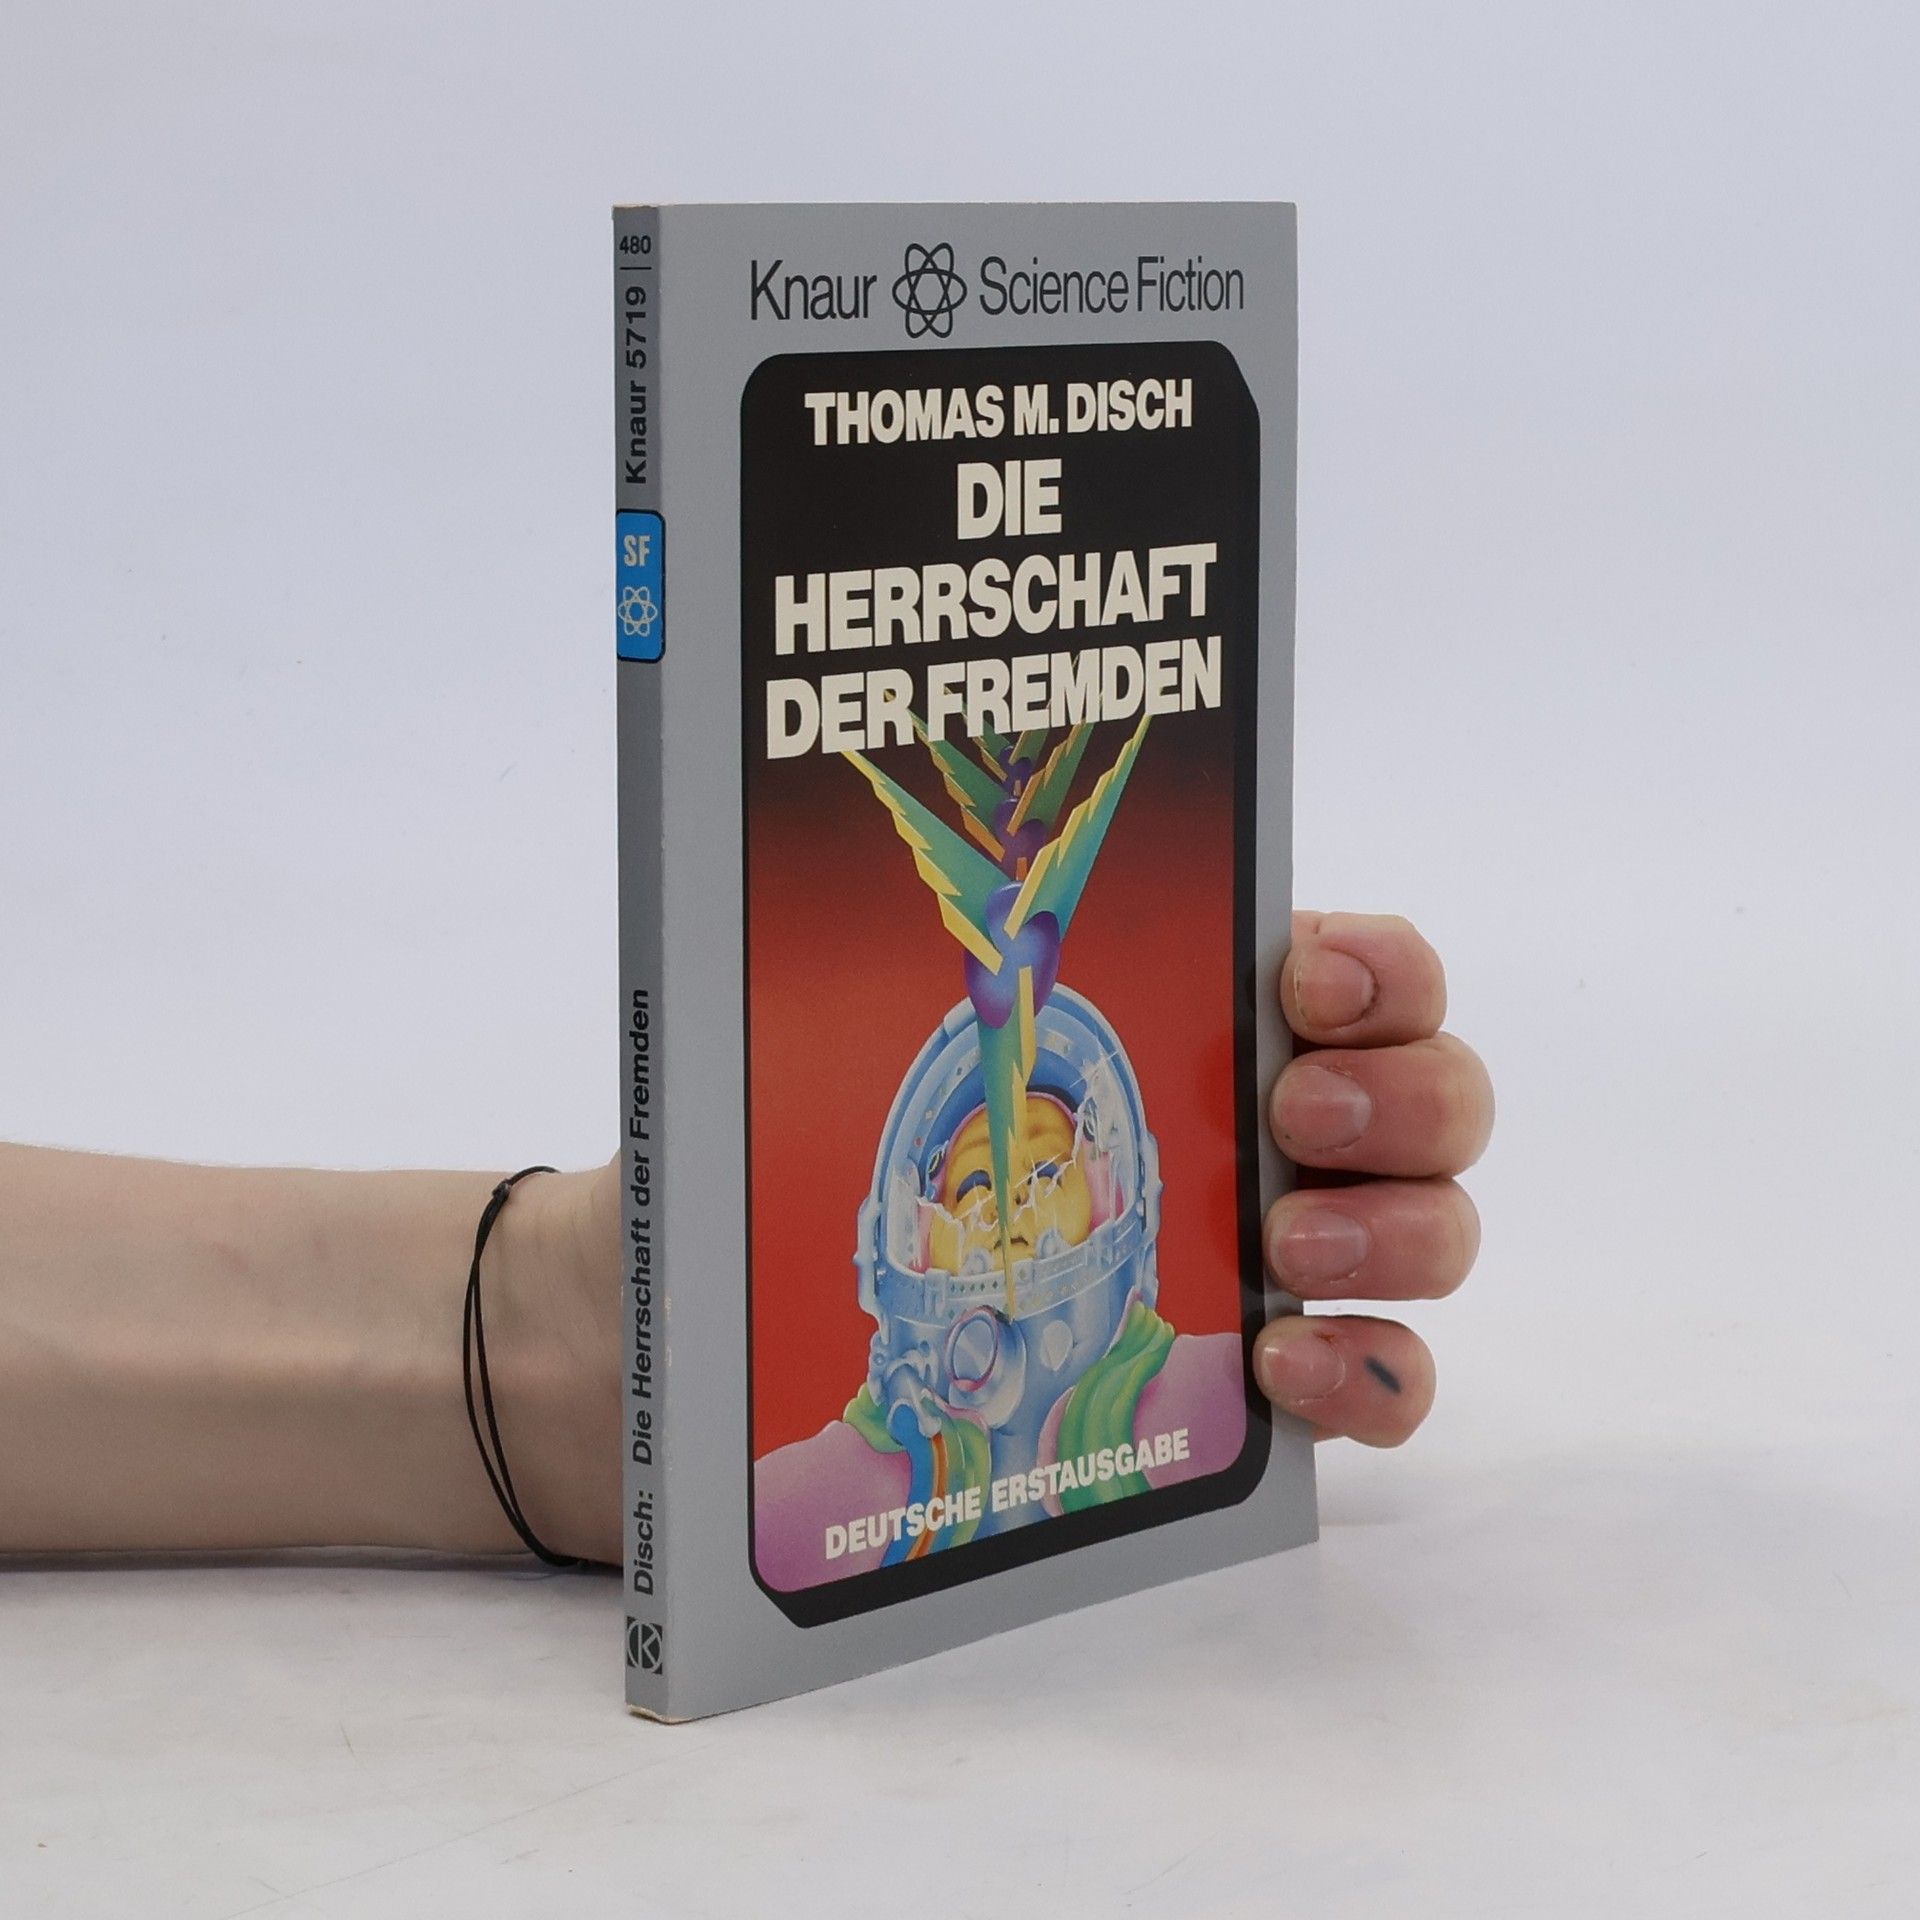 Knaur Science Fiction
THOMAS M. DISCH
DIE
HERRSCHAFT
DER FREMDEN
DEUTSCHE ERSTAUSGABE
Disch: Die Herrschaft der Fremden
SF
Knaur 5719 | 480
K